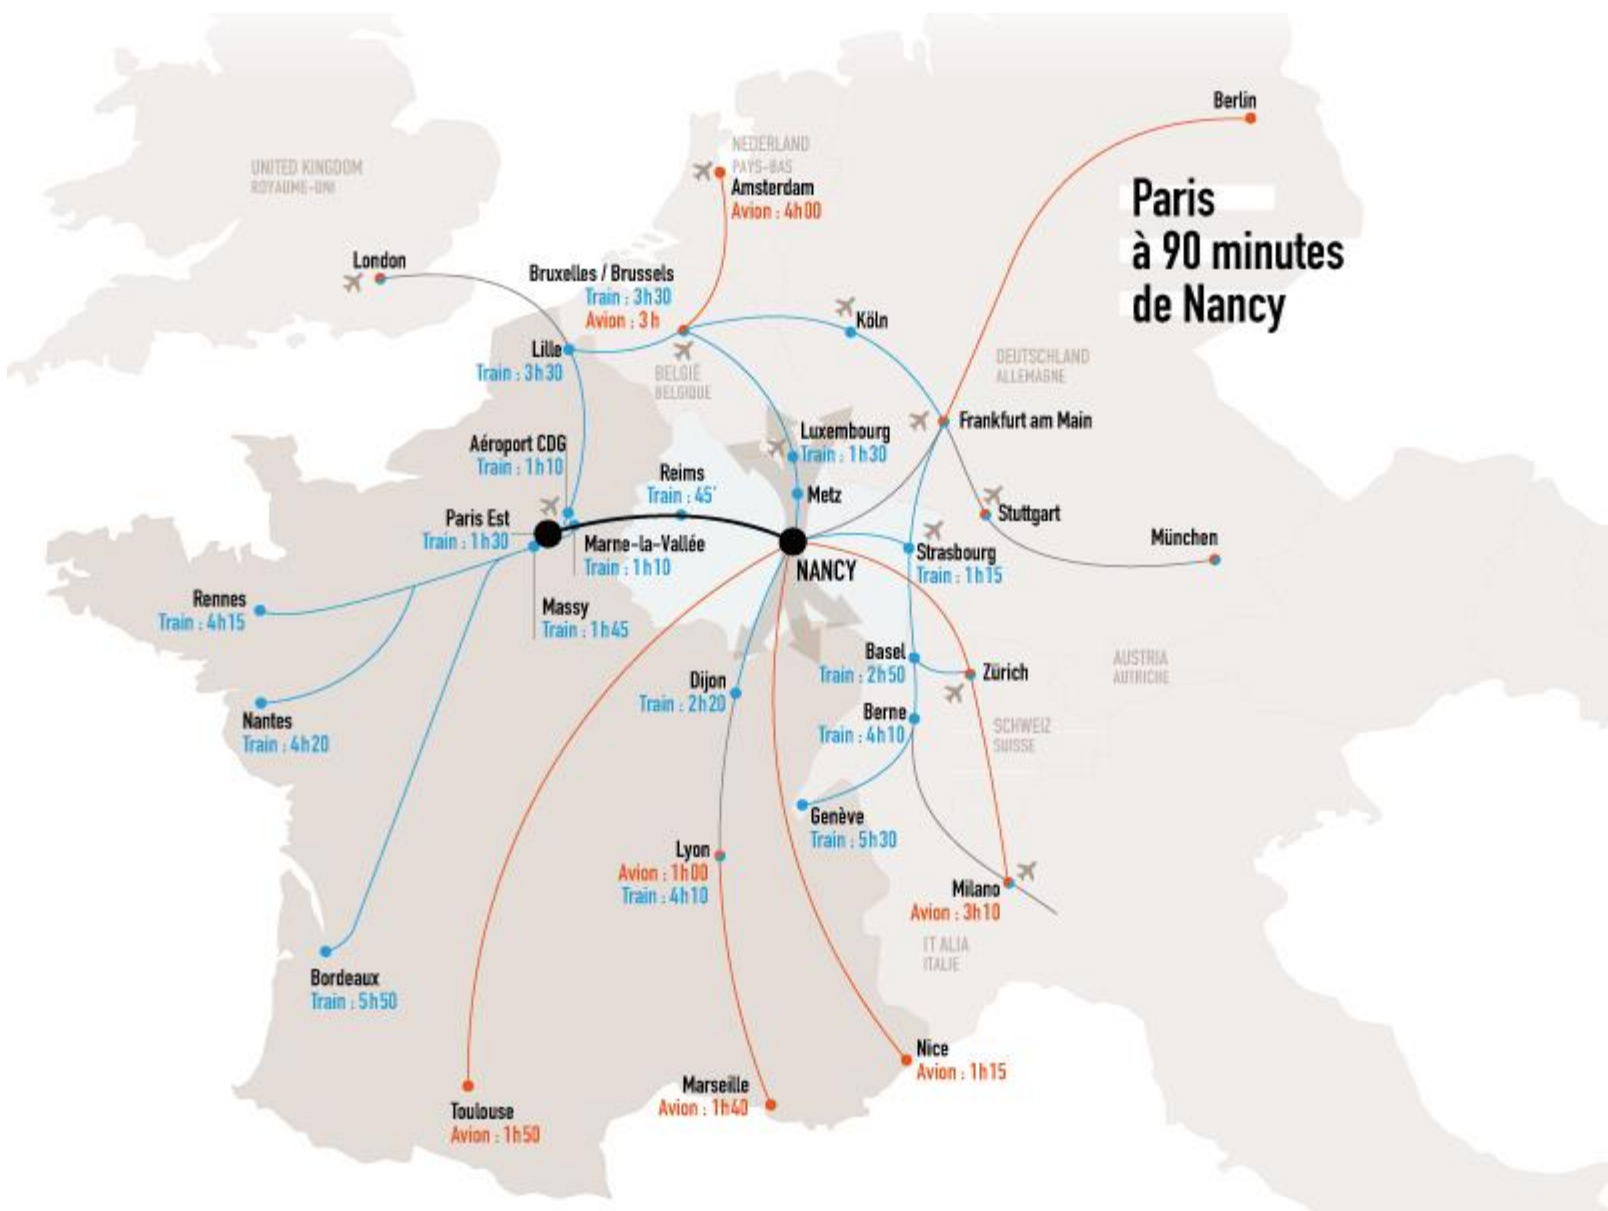 Berlin
Paris
à 90 minutes
de Nancy
NEDERLAND
PAYS-BAS
Amsterdam
Avion : 4h00
UNITED KINGDOM
ROYAUME-UNI
London
Bruxelles / Brussels
Train : 3h30
Avion : 3h
Köln
Lille
Train : 3h30
BELGIË
BELGIQUE
DEUTSCHLAND
ALLEMAGNE
Frankfurt am Main
Luxembourg
Train : 1h30
Aéroport CDG
Train : 1h10
Reims
Train : 45'
Metz
Stuttgart
Paris Est
Train : 1h30
Marne-la-Vallée
Train : 1h10
NANCY
Strasbourg
Train : 1h15
München
Rennes
Train : 4h15
Massy
Train : 1h45
Basel
Train : 2h50
Zürich
AUSTRIA
AUTRICHE
Dijon
Train : 2h20
Berne
Train : 4h10
SCHWEIZ
SUISSE
Nantes
Train : 4h20
Genève
Train : 5h30
Lyon
Avion : 1h00
Train : 4h10
Milano
Avion : 3h10
IT ALIA
ITALIE
Bordeaux
Train : 5h50
Nice
Avion : 1h15
Marseille
Avion : 1h40
Toulouse
Avion : 1h50